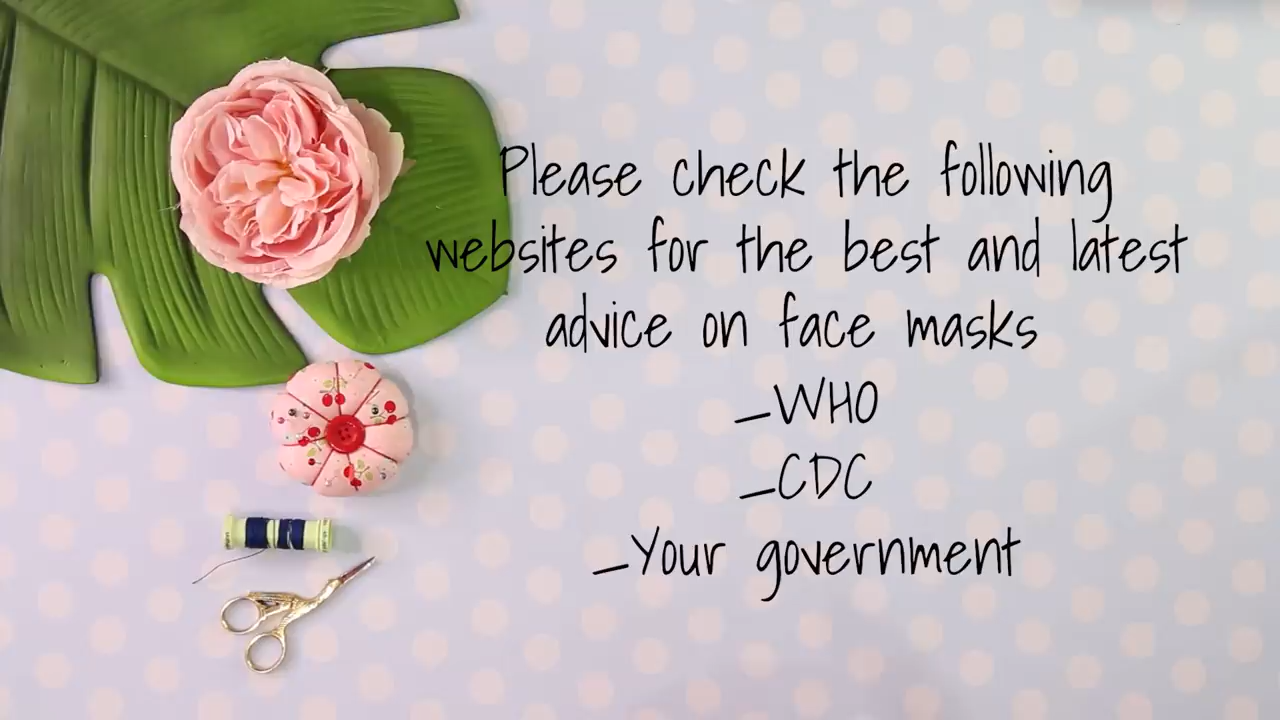 Please check the following
websites for the best and latest
advice on face masks
_WHO
_CDC
_Your government